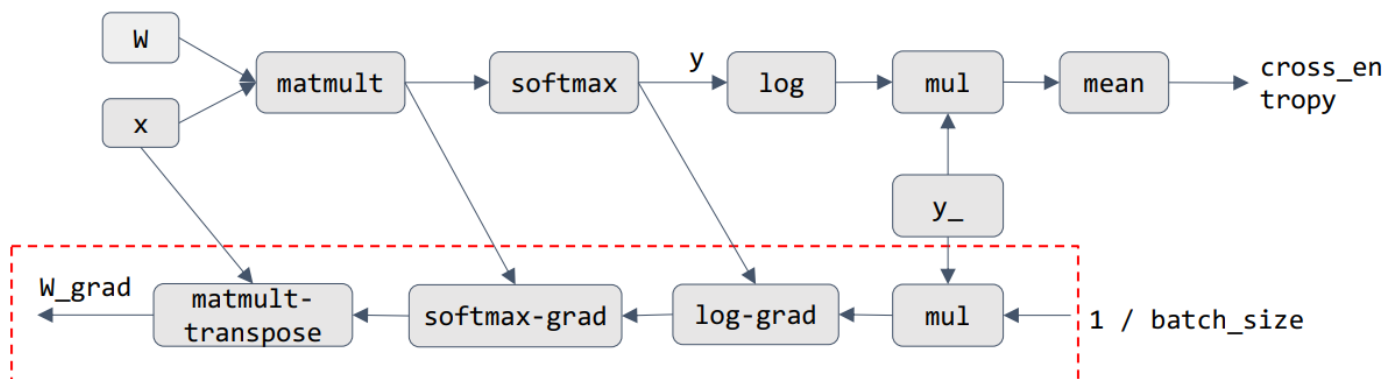 W
x
matmult
softmax
y
log
mul
mean
cross_en
tropy
y_
W_grad
matmult-
transpose
softmax-grad
log-grad
mul
1 / batch_size